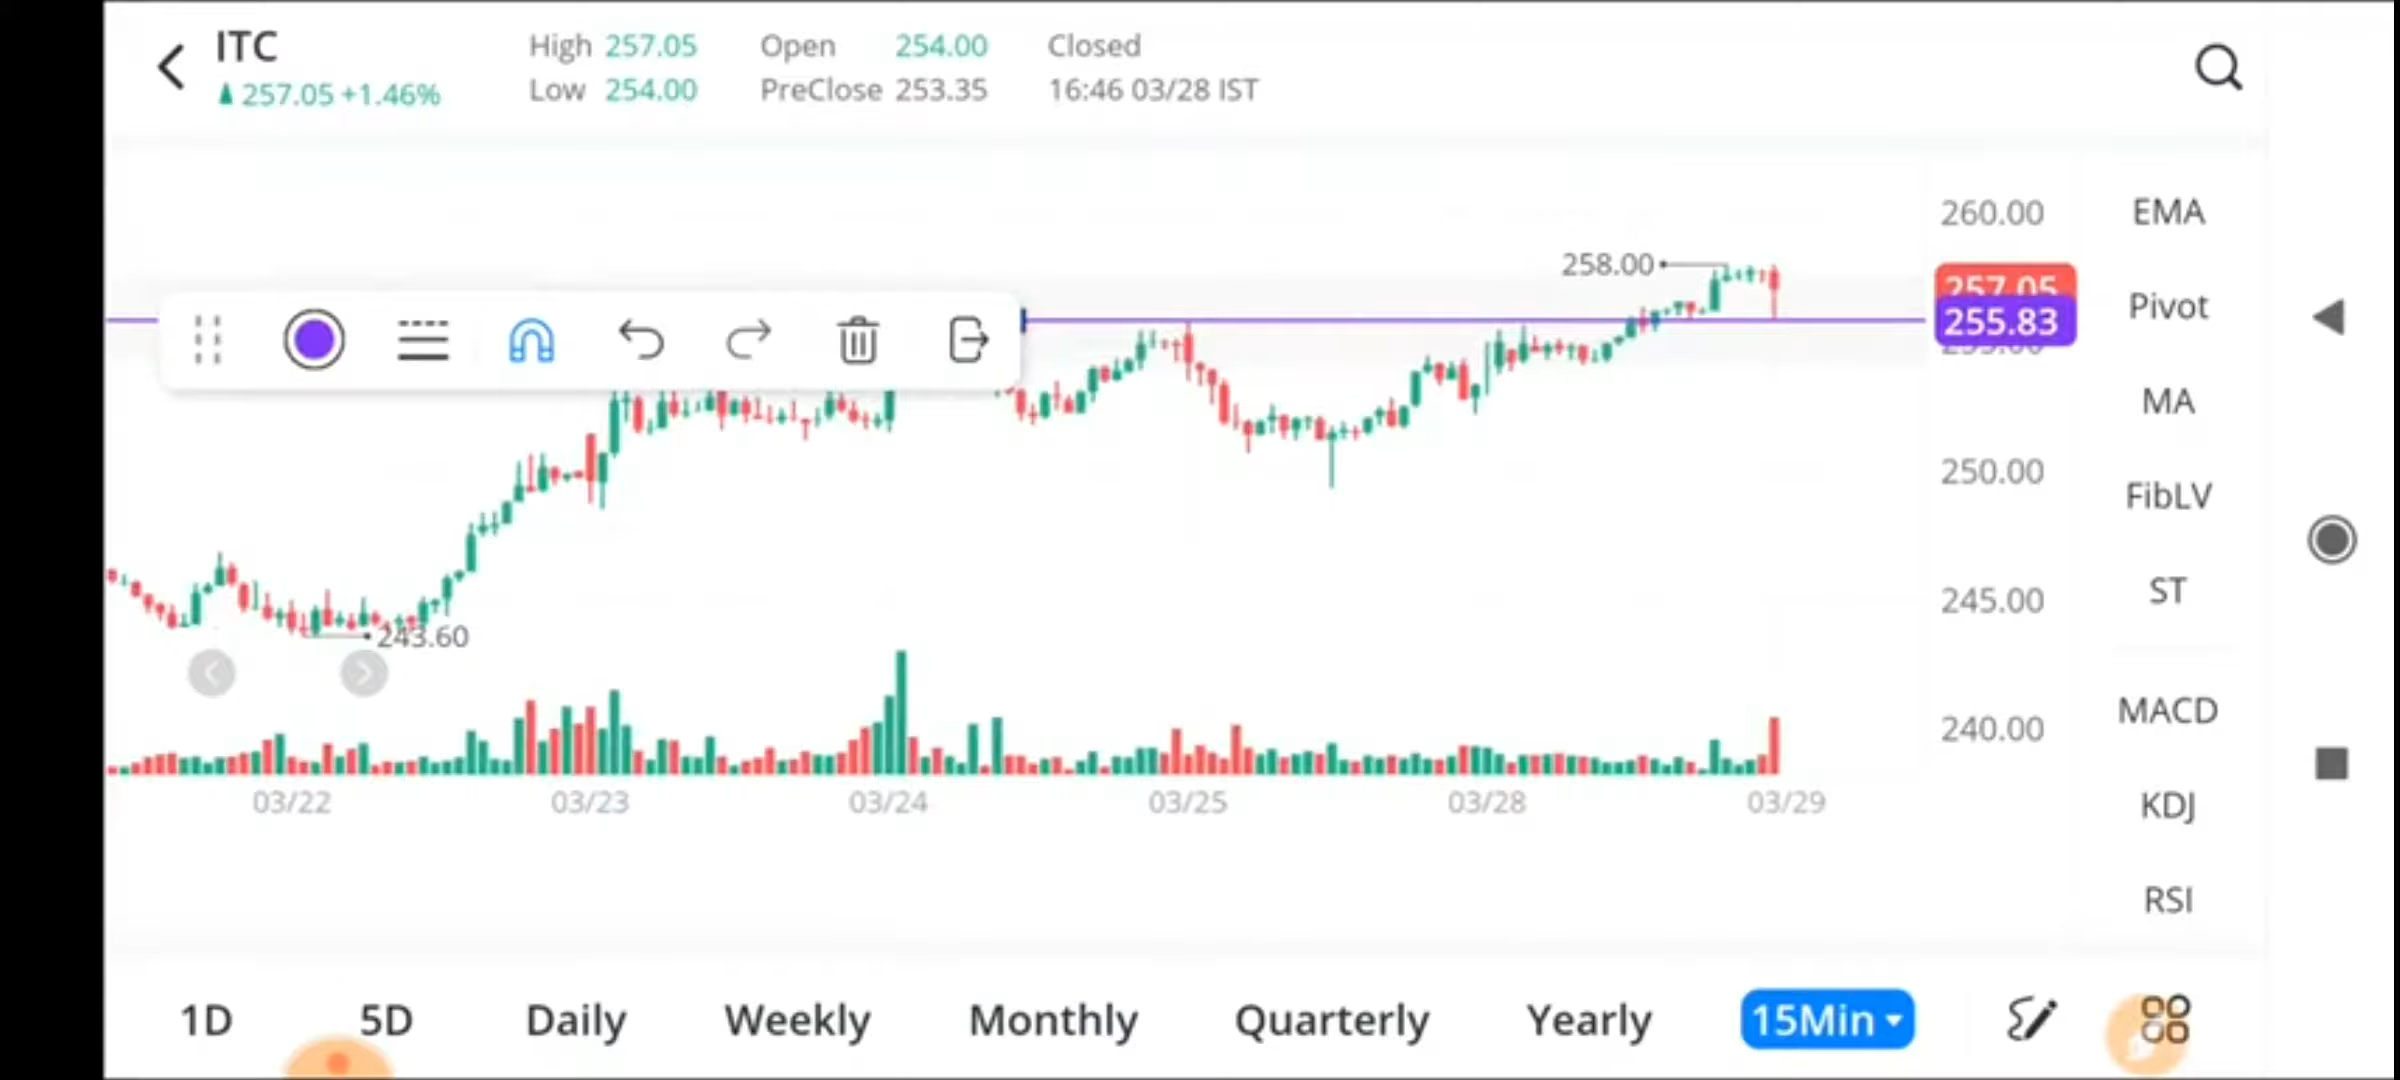 ITC
257.05 +1.46%
High 257.05
Low 254.00
Open 254.00
PreClose 253.35
Closed
16:46 03/28 IST
258.00
243.60
260.00
257.05
255.83
250.00
245.00
240.00
EMA
Pivot
MA
FibLV
ST
MACD
KDJ
RSI
03/22 03/23 03/24 03/25 03/28 03/29
1D 5D Daily Weekly Monthly Quarterly Yearly 15Min